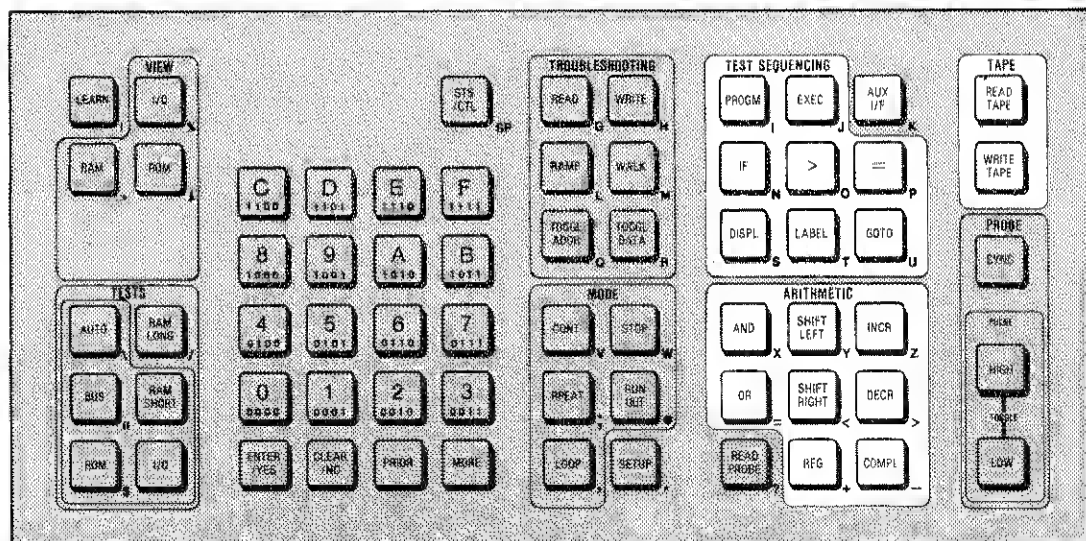 VIEW
LEARN
I/O
%
RAM
ROM
TESTS
AUTO
RAM LONG
/
BUS
RAM SHORT
ROM
$
I/O
STS /CTL
SP
C
1100
D
1101
E
1110
F
1111
8
1000
9
1001
A
1010
B
1011
4
0100
5
0101
6
0110
7
0111
0
0000
1
0001
2
0010
3
0011
ENTER /YES
CLEAR /NO
PRIOR
MORE
TROUBLESHOOTING
READ
G
WRITE
H
RAMP
L
WALK
M
TOGGL ADDR
Q
TOGGL DATA
R
MODE
CONT
V
STOP
W
RPEAT
RUN UUT
LOOP
SETUP
TEST SEQUENCING
PROGM
I
EXEC
J
AUX I/F
K
IF
N
>
O
=
P
DISPL
S
LABEL
T
GOTO
U
ARITHMETIC
AND
X
SHIFT LEFT
Y
INCR
Z
OR
=
SHIFT RIGHT
<
DECR
>
READ PROBE
?
REG
+
COMPL
—
TAPE
READ TAPE
WRITE TAPE
PROBE
SYNC
PULSE
HIGH
TOGGLE
LOW